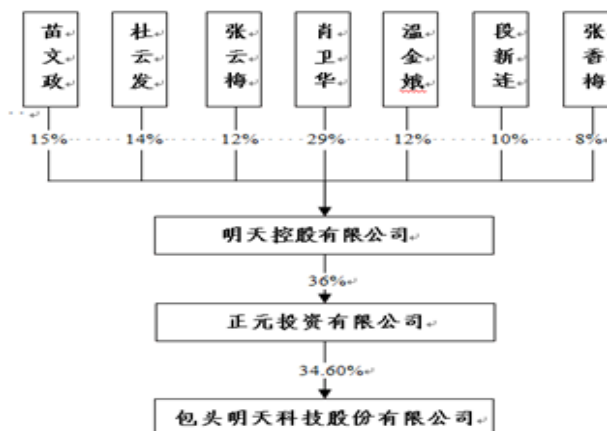 苗文政
杜云发
张云梅
肖卫华
温金娥
段新连
张香梅
15%
14%
12%
29%
12%
10%
8%
明天控股有限公司
36%
正元投资有限公司
34.60%
包头明天科技股份有限公司